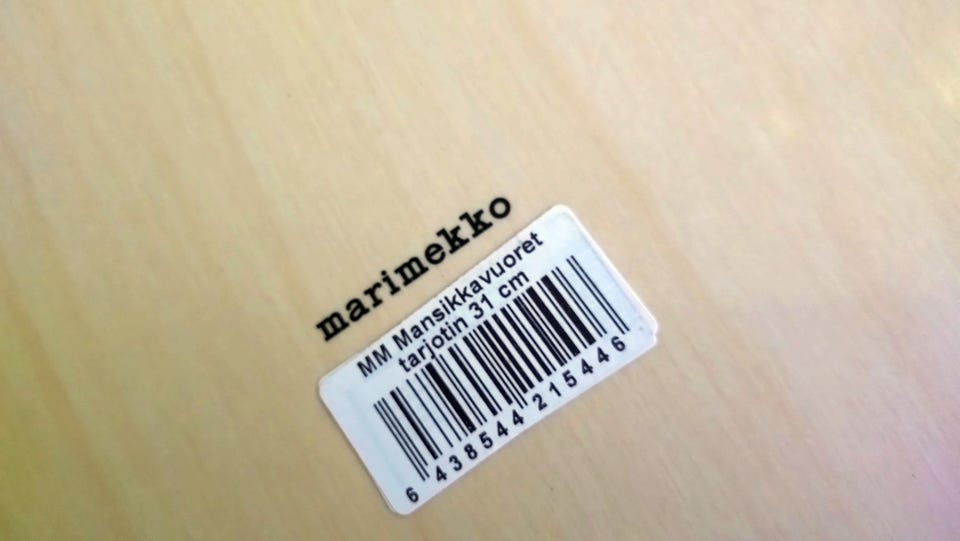 marimekko
MM Mansikkavuoret
tarjotin 31 cm
6 438544 215446